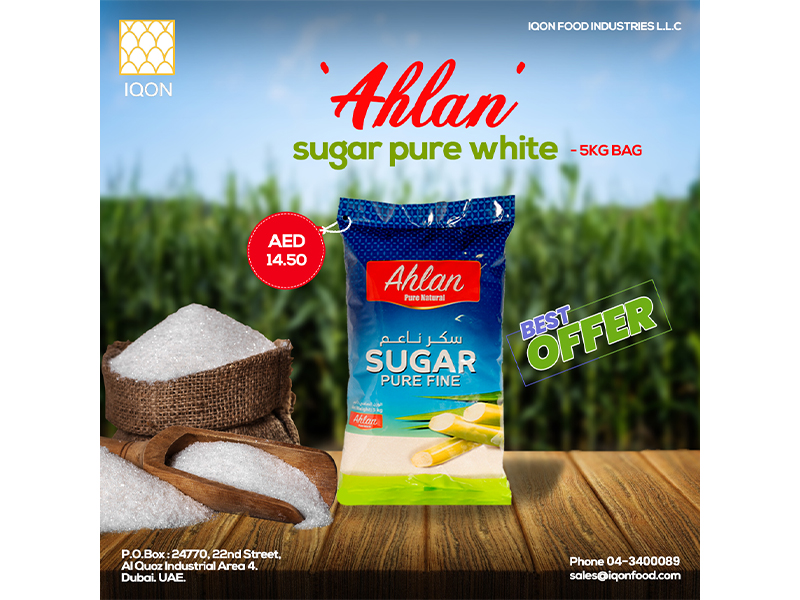 IQON
IQON FOOD INDUSTRIES L.L.C
'Ahlan'
sugar pure white - 5KG BAG
AED
14.50
Ahlan
Pure Natural
سكر ناعم
SUGAR
PURE FINE
Ahlan
BEST
OFFER
P.O.Box : 24770, 22nd Street,
Al Quoz Industrial Area 4.
Dubai. UAE.
Phone 04-3400089
sales@iqonfood.com